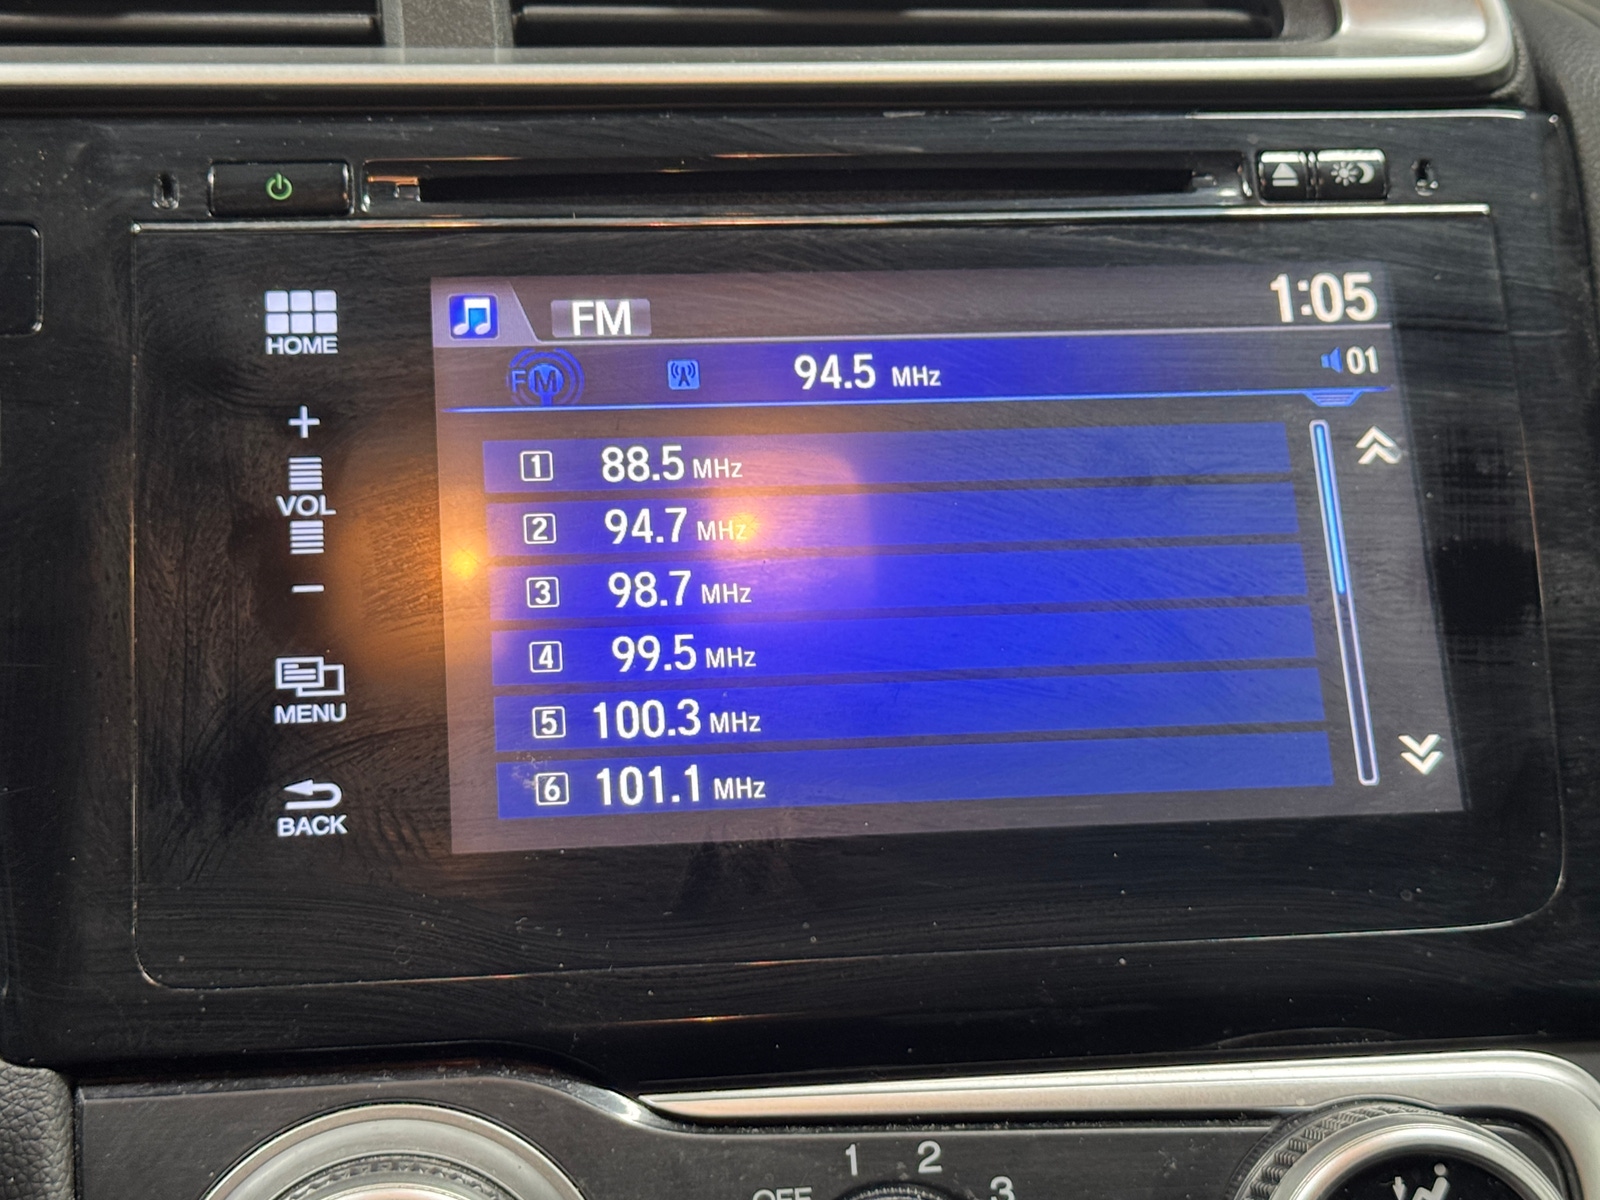 FM 1:05
FM 94.5 MHz 01
HOME
+
VOL
−
MENU
BACK
1 88.5 MHz
2 94.7 MHz
3 98.7 MHz
4 99.5 MHz
5 100.3 MHz
6 101.1 MHz
1 2
OFF 3